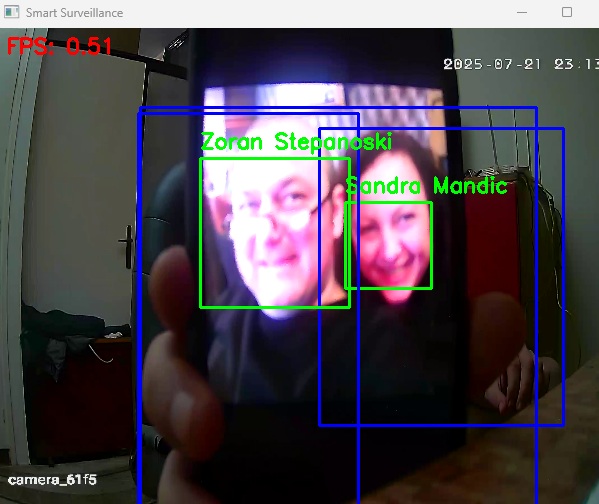 Smart Surveillance
FPS: 0.51
2025-07-21 23:13
Zoran Stepanoski
Sandra Mandic
camera_61f5